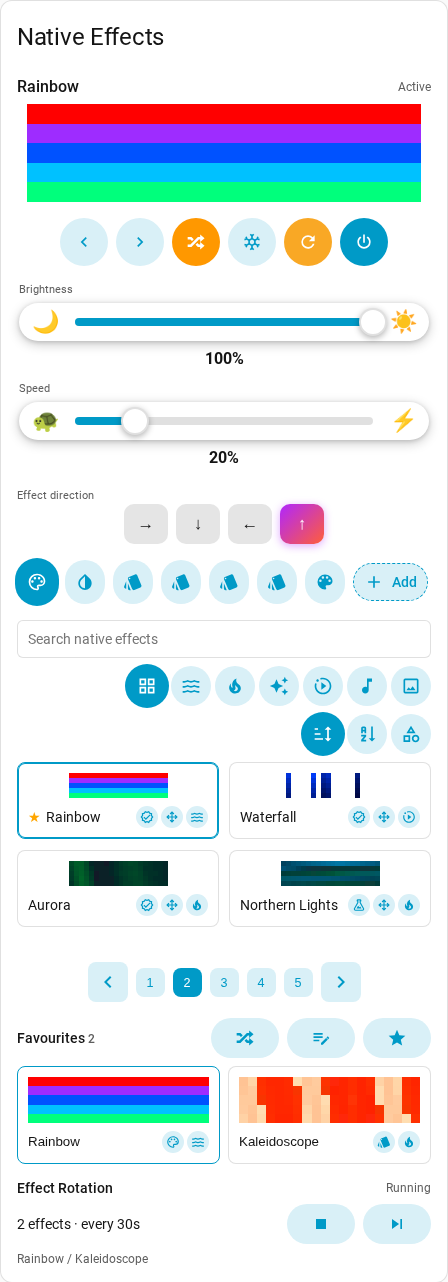 Native Effects
Rainbow Active
Brightness
100%
Speed
20%
Effect direction
→ ↓ ← ↑
Add
Search native effects
★ Rainbow Waterfall
Aurora Northern Lights
1 2 3 4 5
Favourites 2
Rainbow Kaleidoscope
Effect Rotation Running
2 effects · every 30s
Rainbow / Kaleidoscope